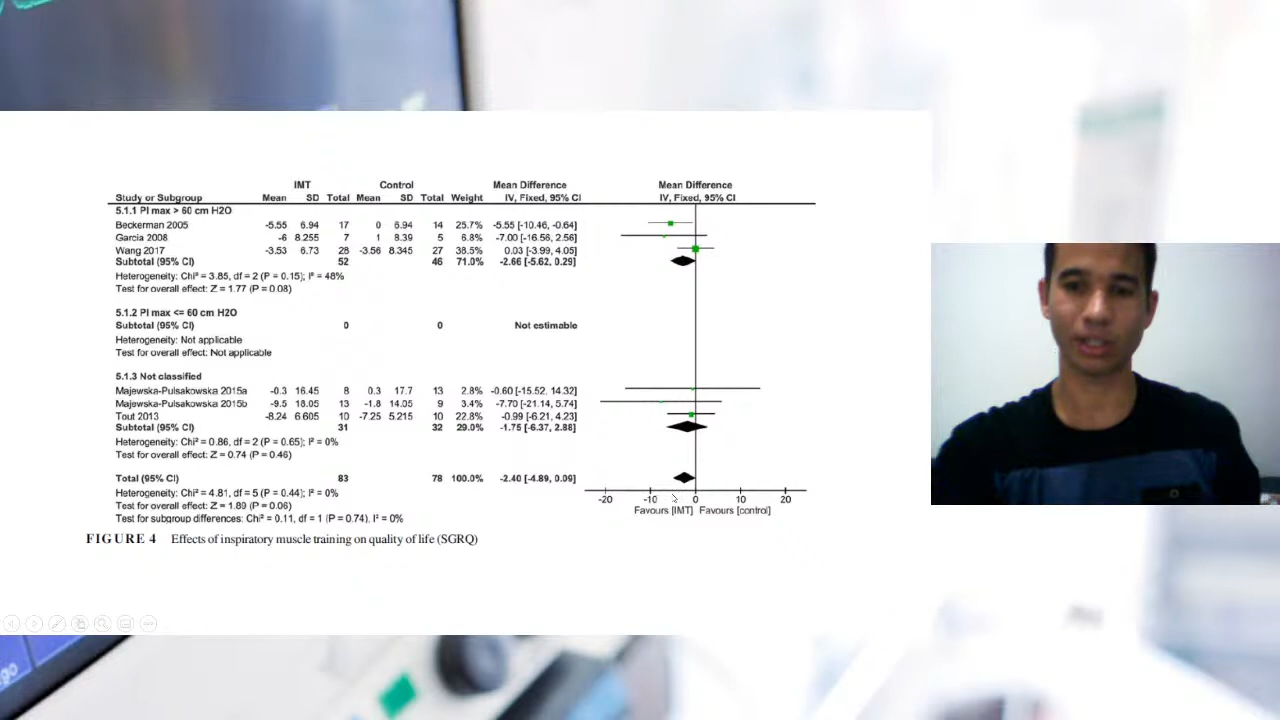 IMT Control Mean Difference Mean Difference
Study or Subgroup Mean SD Total Mean SD Total Weight IV, Fixed, 95% CI IV, Fixed, 95% CI
5.1.1 PI max > 60 cm H2O
Beckerman 2005 -5.55 6.94 17 0 6.94 14 25.7% -5.55 [-10.46, -0.64]
Garcia 2008 -6 8.255 7 1 8.39 5 6.8% -7.00 [-16.56, 2.56]
Wang 2017 -3.53 6.73 28 -3.56 8.345 27 38.5% 0.03 [-3.99, 4.05]
Subtotal (95% CI) 52 46 71.0% -2.66 [-5.62, 0.29]
Heterogeneity: Chi² = 3.85, df = 2 (P = 0.15); I² = 48%
Test for overall effect: Z = 1.77 (P = 0.08)
5.1.2 PI max <= 60 cm H2O
Subtotal (95% CI) 0 0 Not estimable
Heterogeneity: Not applicable
Test for overall effect: Not applicable
5.1.3 Not classified
Majewska-Pulsakowska 2015a -0.3 16.45 8 0.3 17.7 13 2.8% -0.60 [-15.52, 14.32]
Majewska-Pulsakowska 2015b -9.5 18.05 13 -1.8 14.05 9 3.4% -7.70 [-21.14, 5.74]
Tout 2013 -8.24 6.605 10 -7.25 5.215 10 22.8% -0.99 [-6.21, 4.23]
Subtotal (95% CI) 31 32 29.0% -1.75 [-6.37, 2.88]
Heterogeneity: Chi² = 0.86, df = 2 (P = 0.65); I² = 0%
Test for overall effect: Z = 0.74 (P = 0.46)
Total (95% CI) 83 78 100.0% -2.40 [-4.89, 0.09]
Heterogeneity: Chi² = 4.81, df = 5 (P = 0.44); I² = 0%
Test for overall effect: Z = 1.89 (P = 0.06)
Test for subgroup differences: Chi² = 0.11, df = 1 (P = 0.74), I² = 0%
-20 -10 0 10 20
Favours [IMT] Favours [control]
FIGURE 4 Effects of inspiratory muscle training on quality of life (SGRQ)